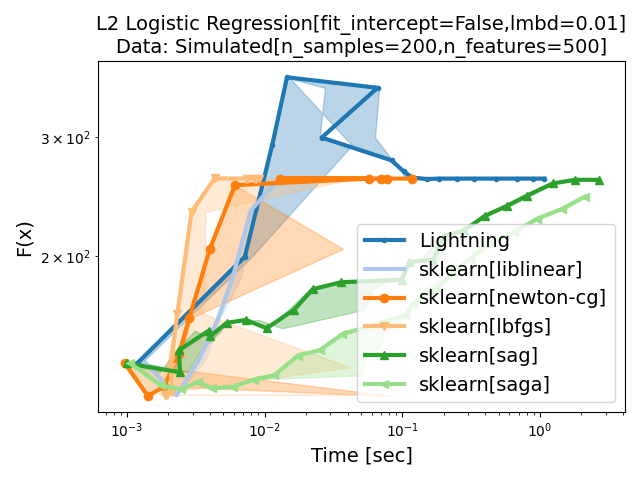 L2 Logistic Regression[fit_intercept=False,lmbd=0.01]
Data: Simulated[n_samples=200,n_features=500]
F(x)
3 × 10²
2 × 10²
Lightning
sklearn[liblinear]
sklearn[newton-cg]
sklearn[lbfgs]
sklearn[sag]
sklearn[saga]
10⁻³ 10⁻² 10⁻¹ 10⁰
Time [sec]